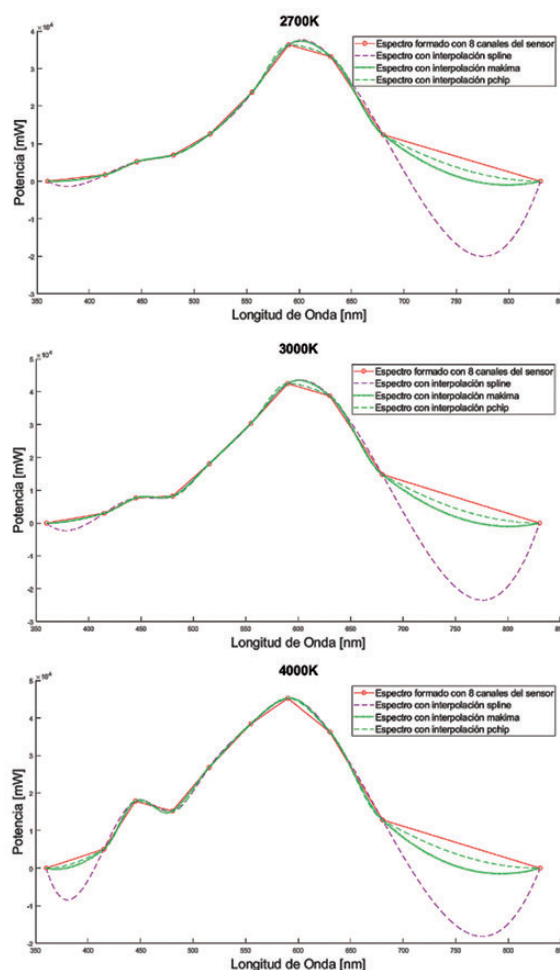 2700K
×10⁴
Espectro formado con 8 canales del sensor
Espectro con interpolación spline
Espectro con interpolación makima
Espectro con interpolación pchip
Potencia [mW]
4
3
2
1
0
-1
-2
-3
350 400 450 500 550 600 650 700 750 800
Longitud de Onda [nm]
3000K
×10⁴
Espectro formado con 8 canales del sensor
Espectro con interpolación spline
Espectro con interpolación makima
Espectro con interpolación pchip
Potencia [mW]
5
4
3
2
1
0
-1
-2
-3
350 400 450 500 550 600 650 700 750 800
Longitud de Onda [nm]
4000K
×10⁴
Espectro formado con 8 canales del sensor
Espectro con interpolación spline
Espectro con interpolación makima
Espectro con interpolación pchip
Potencia [mW]
5
4
3
2
1
0
-1
-2
350 400 450 500 550 600 650 700 750 800
Longitud de Onda [nm]